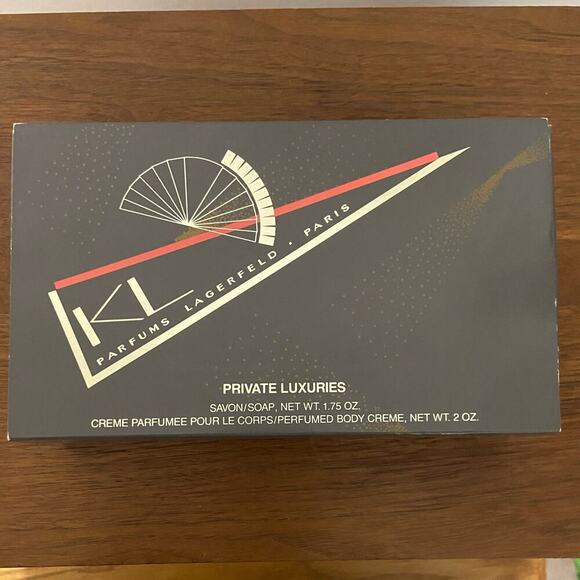 KL
PARFUMS LAGERFELD . PARIS
PRIVATE LUXURIES
SAVON/SOAP, NET WT. 1.75 OZ.
CREME PARFUMEE POUR LE CORPS/PERFUMED BODY CREME, NET WT. 2 OZ.